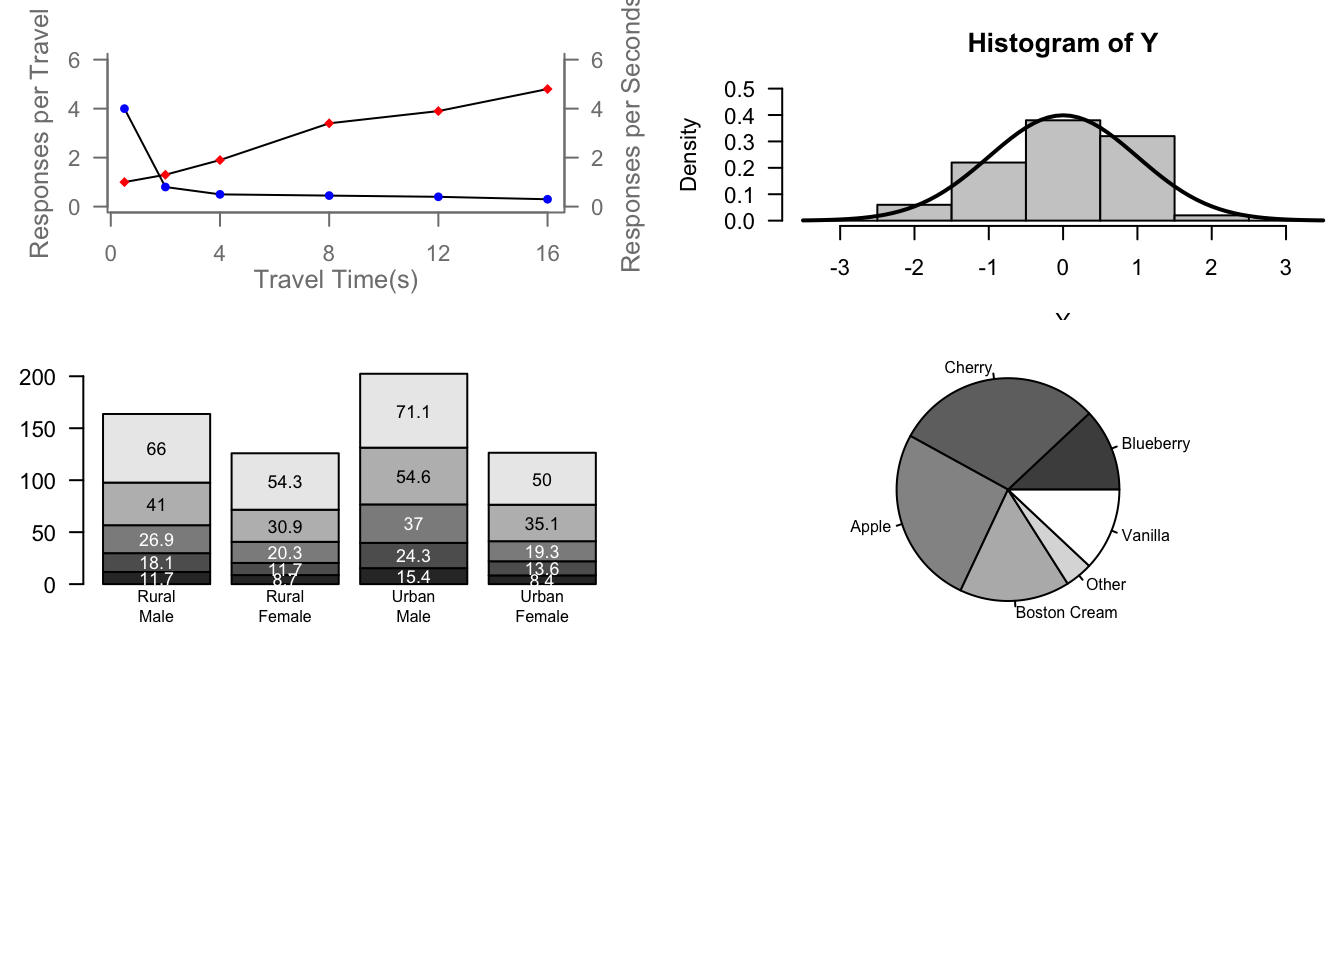 Responses per Travel
6
4
2
0
0 4 8 12 16
Travel Time(s)
6
4
2
0
Responses per Seconds
Histogram of Y
Density
0.5
0.4
0.3
0.2
0.1
0.0
-3 -2 -1 0 1 2 3
200
150
100
50
0
66
41
26.9
18.1
11.7
54.3
30.9
20.3
11.7
8.7
71.1
54.6
37
24.3
15.4
50
35.1
19.3
13.6
8.4
Rural
Male
Rural
Female
Urban
Male
Urban
Female
Cherry
Blueberry
Apple
Vanilla
Other
Boston Cream